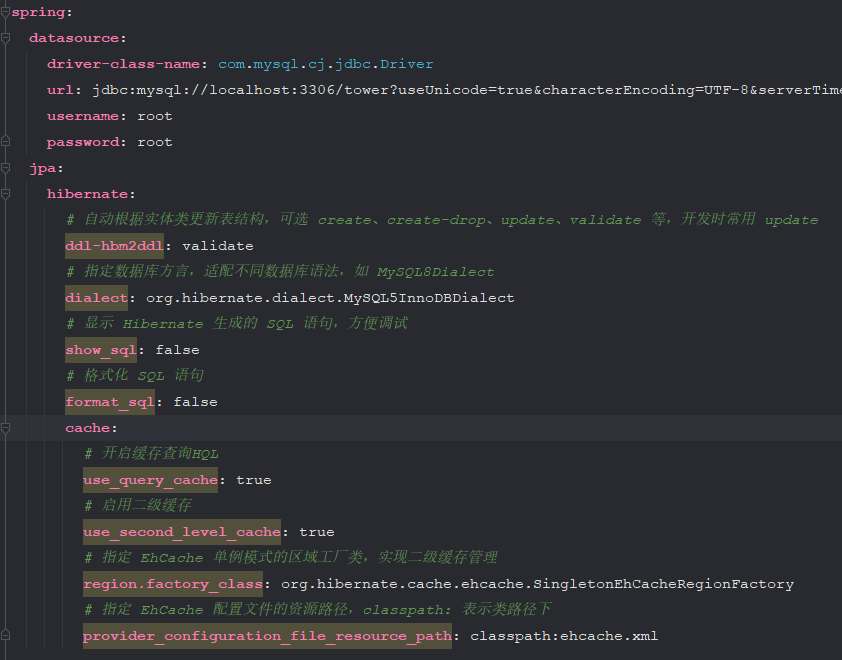 spring:
datasource:
driver-class-name: com.mysql.cj.jdbc.Driver
url: jdbc:mysql://localhost:3306/tower?useUnicode=true&characterEncoding=UTF-8&serverTime
username: root
password: root
jpa:
hibernate:
# 自动根据实体类更新表结构，可选 create、create-drop、update、validate 等，开发时常用 update
ddl-hbm2ddl: validate
# 指定数据库方言，适配不同数据库语法，如 MySQL8Dialect
dialect: org.hibernate.dialect.MySQL5InnoDBDialect
# 显示 Hibernate 生成的 SQL 语句，方便调试
show_sql: false
# 格式化 SQL 语句
format_sql: false
cache:
# 开启缓存查询HQL
use_query_cache: true
# 启用二级缓存
use_second_level_cache: true
# 指定 EhCache 单例模式的区域工厂类，实现二级缓存管理
region.factory_class: org.hibernate.cache.ehcache.SingletonEhCacheRegionFactory
# 指定 EhCache 配置文件的资源路径，classpath: 表示类路径下
provider_configuration_file_resource_path: classpath:ehcache.xml